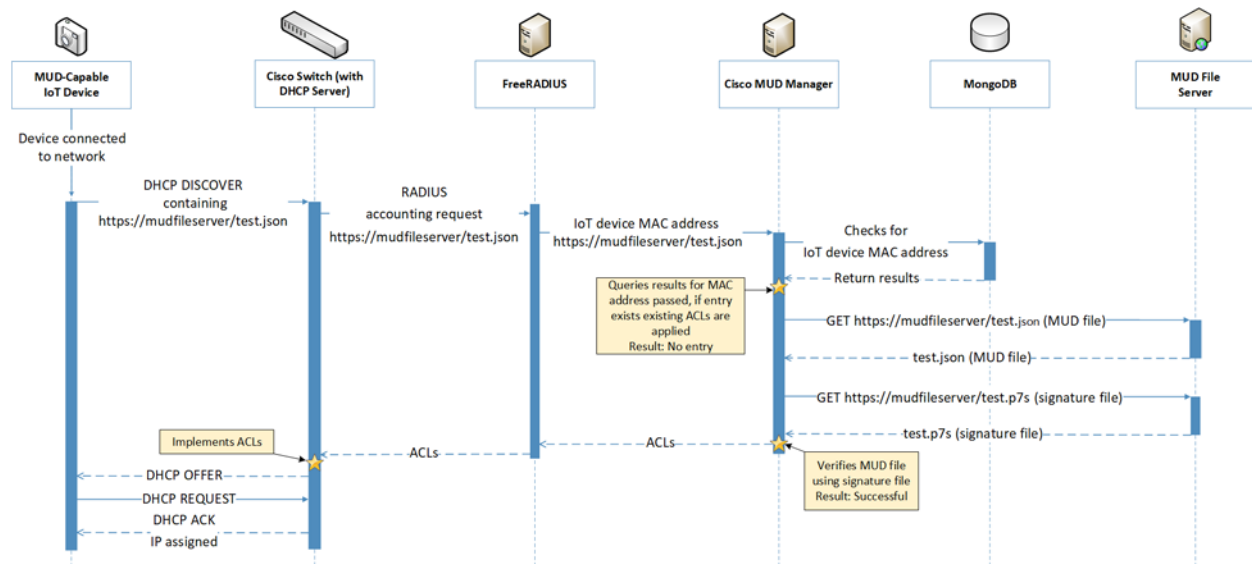 MUD-Capable
IoT Device
Cisco Switch (with
DHCP Server)
FreeRADIUS
Cisco MUD Manager
MongoDB
MUD File
Server
Device connected
to network
DHCP DISCOVER
containing
https://mudfileserver/test.json
RADIUS
accounting request
https://mudfileserver/test.json
IoT device MAC address
https://mudfileserver/test.json
Checks for
IoT device MAC address
Return results
Queries results for MAC
address passed, if entry
exists existing ACLs are
applied
Result: No entry
GET https://mudfileserver/test.json (MUD file)
test.json (MUD file)
GET https://mudfileserver/test.p7s (signature file)
test.p7s (signature file)
Implements ACLs
ACLs
ACLs
Verifies MUD file
using signature file
Result: Successful
DHCP OFFER
DHCP REQUEST
DHCP ACK
IP assigned